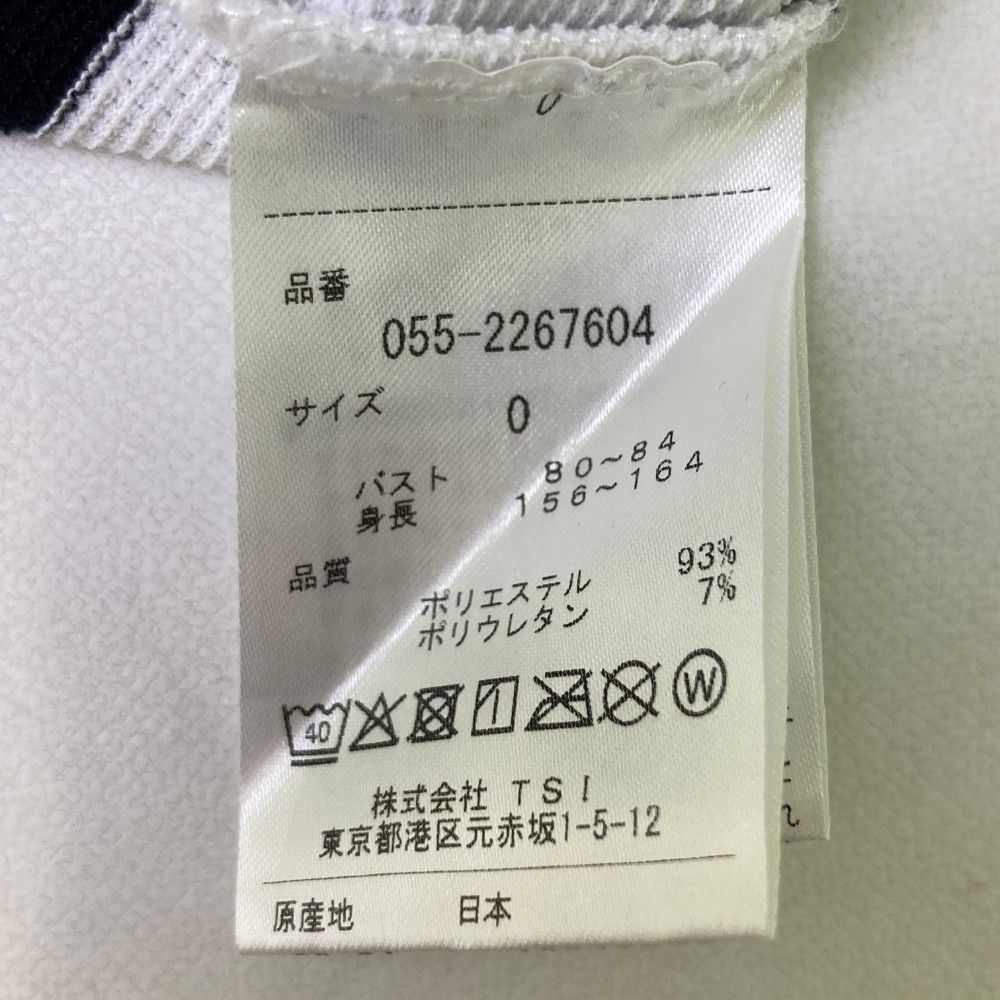 品番
055-2267604
サイズ 0
バスト 80~84
身長 156~164
品質
ポリエステル 93%
ポリウレタン 7%
40 W
株式会社 TSI
東京都港区元赤坂1-5-12
原産地 日本